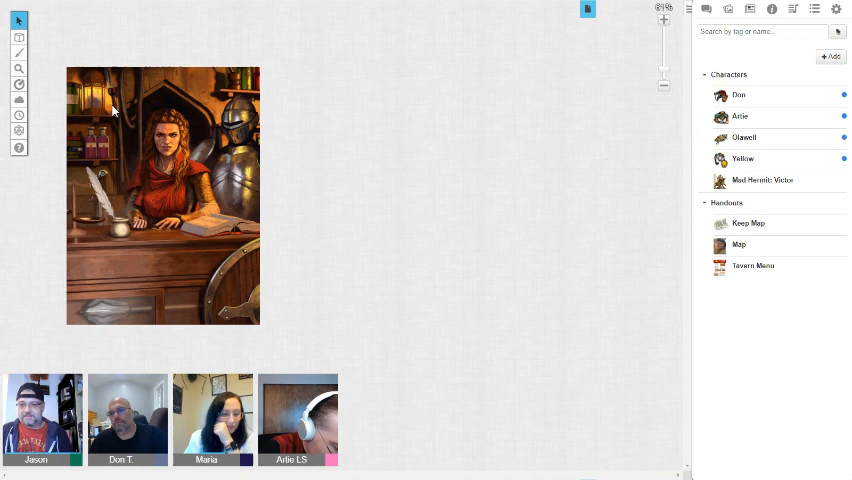 61%
Search by tag or name...
+ Add
Characters
Don
Artie
Olawell
Yellow
Mad Hermit: Victor
Handouts
Keep Map
Map
Tavern Menu
Jason
Don T.
Maria
Artie LS